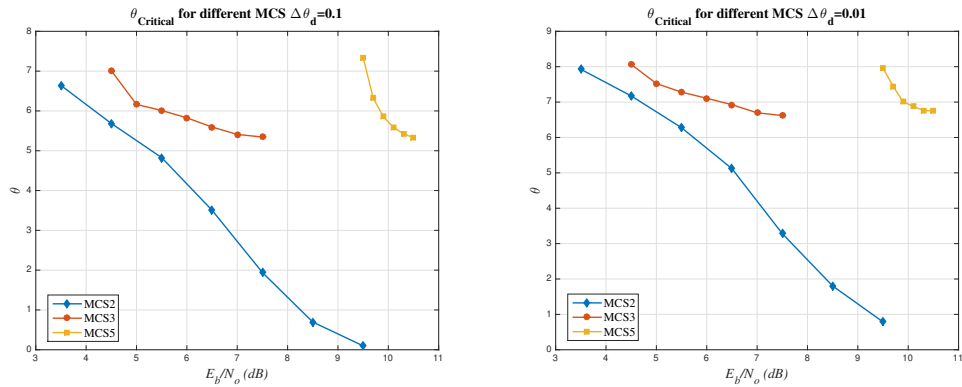 θCritical for different MCS Δθd=0.1
8
7
6
5
4
3
2
1
0
θ
MCS2
MCS3
MCS5
3 4 5 6 7 8 9 10 11
Eb/No (dB)
θCritical for different MCS Δθd=0.01
9
8
7
6
5
4
3
2
1
0
θ
MCS2
MCS3
MCS5
3 4 5 6 7 8 9 10 11
Eb/No (dB)